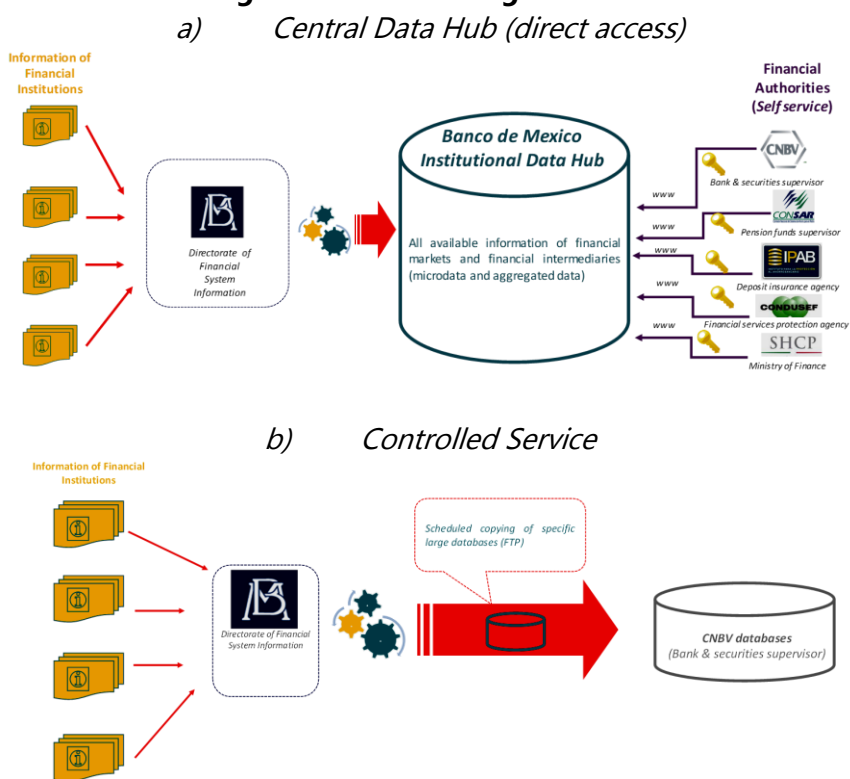 a) Central Data Hub (direct access)
Information of
Financial
Institutions
Financial
Authorities
(Self service)
Banco de Mexico
Institutional Data Hub
All available information of financial
markets and financial intermediaries
(microdata and aggregated data)
Directorate of
Financial
System
Information
www
CNBV
Bank & securities supervisor
www
CONSAR
Pension funds supervisor
www
IPAB
Deposit insurance agency
www
CONDUSEF
Financial services protection agency
www
SHCP
Ministry of Finance
b) Controlled Service
Information of Financial
Institutions
Directorate of Financial
System Information
Scheduled copying of specific
large databases (FTP)
CNBV databases
(Bank & securities supervisor)